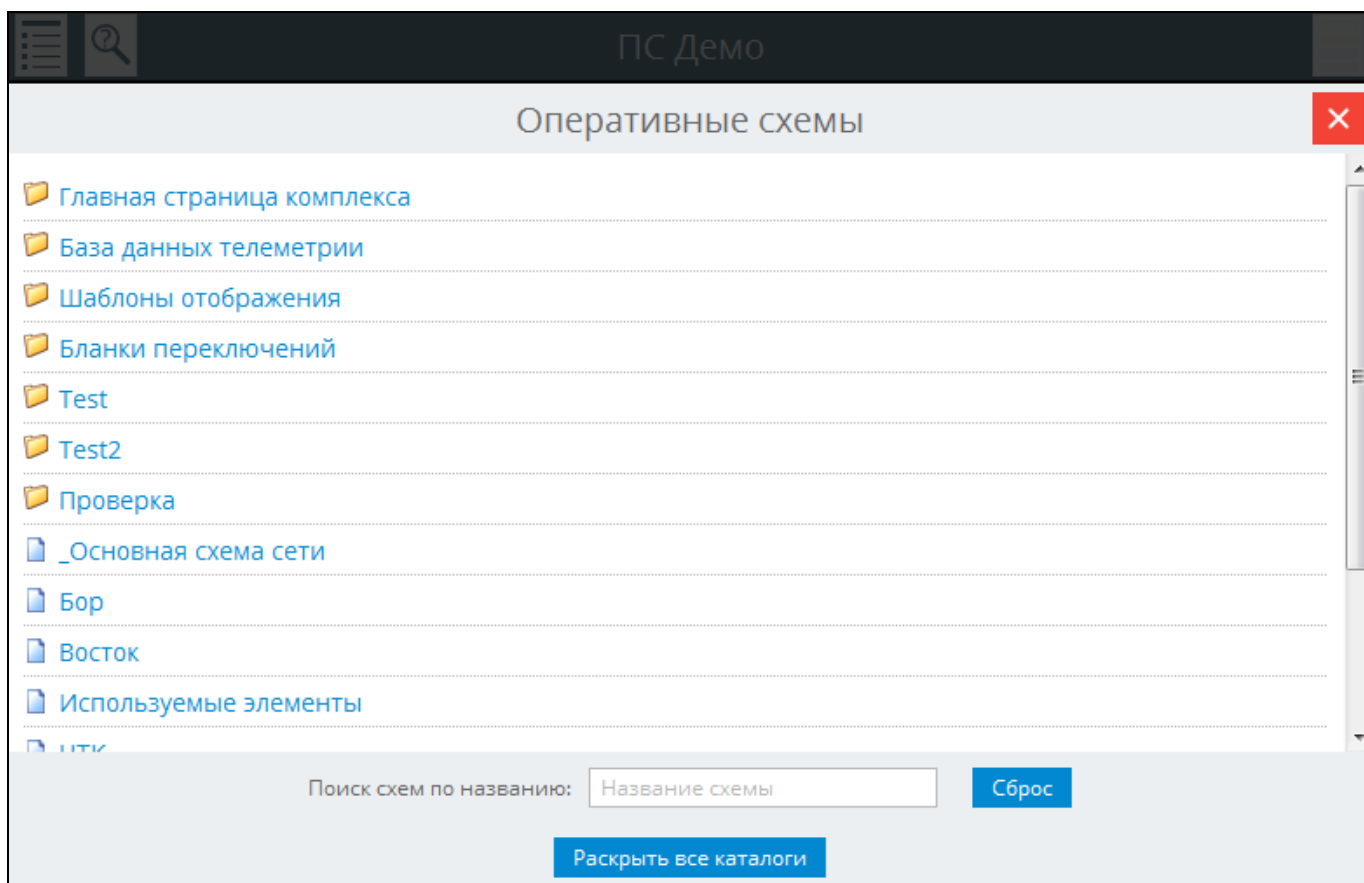 ПС Демо
Оперативные схемы
Главная страница комплекса
База данных телеметрии
Шаблоны отображения
Бланки переключений
Test
Test2
Проверка
_Основная схема сети
Бор
Восток
Используемые элементы
Поиск схем по названию: Название схемы Сброс
Раскрыть все каталоги